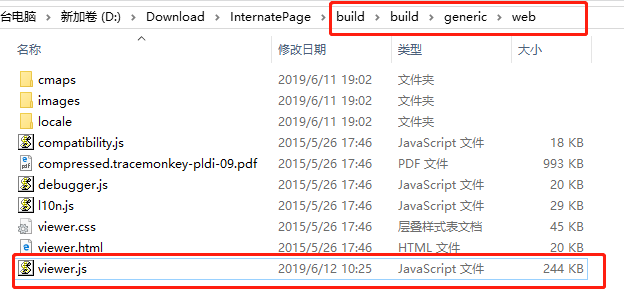 台电脑 > 新加卷 (D:) > Download > InternatePage > build > build > generic > web
名称 修改日期 类型 大小
cmaps 2019/6/11 19:02 文件夹
images 2019/6/11 19:02 文件夹
locale 2019/6/11 19:02 文件夹
compatibility.js 2015/5/26 17:46 JavaScript 文件 18 KB
compressed.tracemonkey-pldi-09.pdf 2015/5/26 17:46 PDF 文件 993 KB
debugger.js 2015/5/26 17:46 JavaScript 文件 20 KB
l10n.js 2015/5/26 17:46 JavaScript 文件 29 KB
viewer.css 2015/5/26 17:46 层叠样式表文档 45 KB
viewer.html 2015/5/26 17:46 HTML 文件 20 KB
viewer.js 2019/6/12 10:25 JavaScript 文件 244 KB